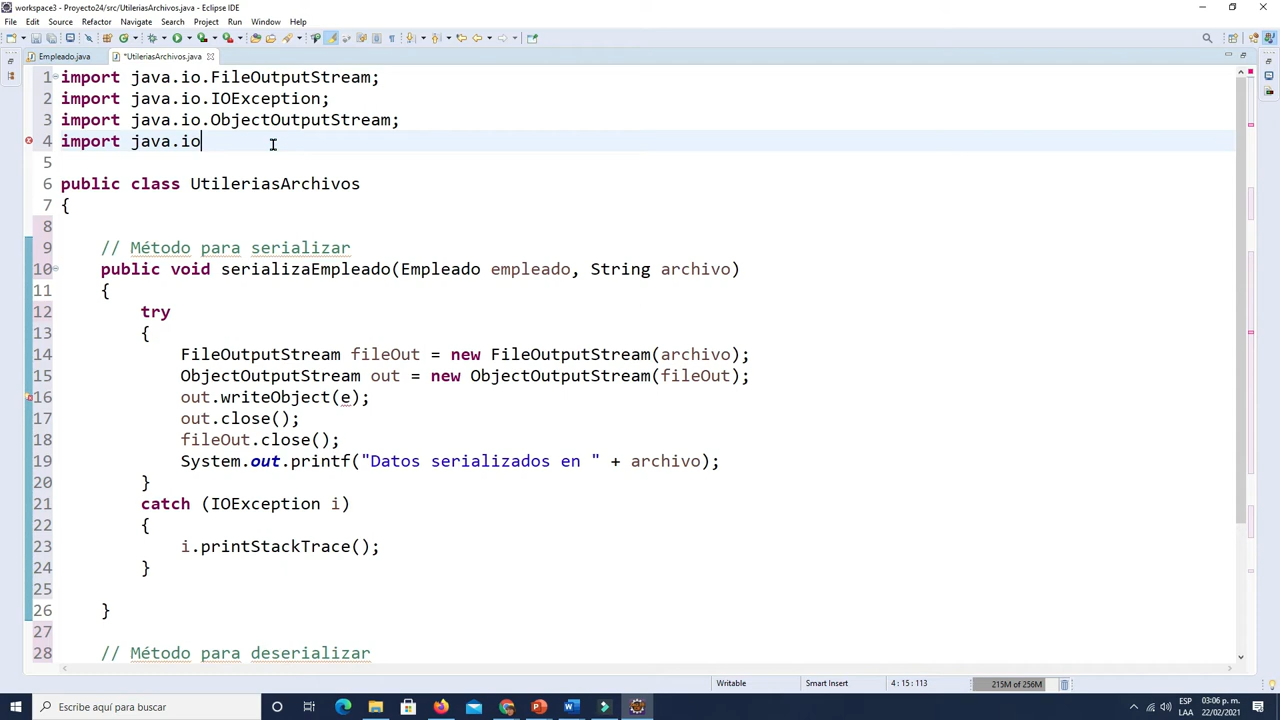 workspace3 - Proyecto24/src/UtileriasArchivos.java - Eclipse IDE
File Edit Source Refactor Navigate Search Project Run Window Help
Empleado.java *UtileriasArchivos.java
1 import java.io.FileOutputStream;
2 import java.io.IOException;
3 import java.io.ObjectOutputStream;
4 import java.io
5
6 public class UtileriasArchivos
7 {
8
9 // Método para serializar
10 public void serializaEmpleado(Empleado empleado, String archivo)
11 {
12 try
13 {
14 FileOutputStream fileOut = new FileOutputStream(archivo);
15 ObjectOutputStream out = new ObjectOutputStream(fileOut);
16 out.writeObject(e);
17 out.close();
18 fileOut.close();
19 System.out.printf("Datos serializados en " + archivo);
20 }
21 catch (IOException i)
22 {
23 i.printStackTrace();
24 }
25
26 }
27
28 // Método para deserializar
Writable Smart Insert 4 : 15 : 113 215M of 256M
Escribe aquí para buscar
ESP 03:06 p. m.
LAA 22/02/2021